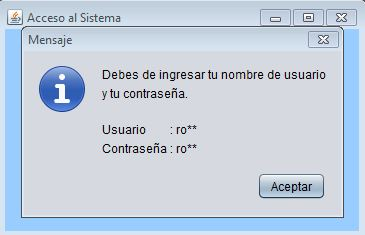 Acceso al Sistema
Mensaje
Debes de ingresar tu nombre de usuario
y tu contraseña.
Usuario : ro**
Contraseña : ro**
Aceptar